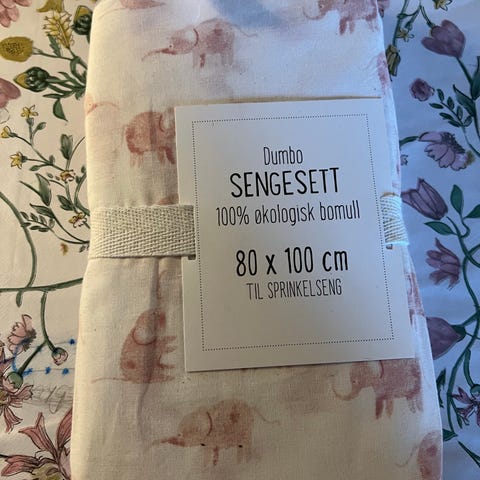 Dumbo
SENGESETT
100% økologisk bomull
80 x 100 cm
TIL SPRINKELSENG